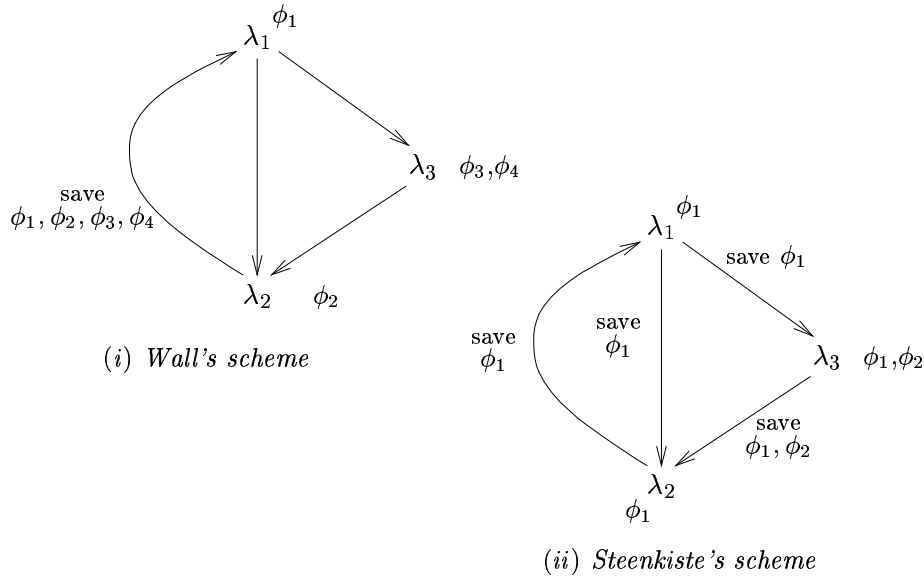 λ₁ ϕ₁
λ₃ ϕ₃,ϕ₄
save
ϕ₁, ϕ₂, ϕ₃, ϕ₄
λ₂ ϕ₂
(i) Wall's scheme
λ₁ ϕ₁
save ϕ₁
save
ϕ₁
save
ϕ₁
λ₃ ϕ₁,ϕ₂
save
ϕ₁, ϕ₂
λ₂
ϕ₁
(ii) Steenkiste's scheme